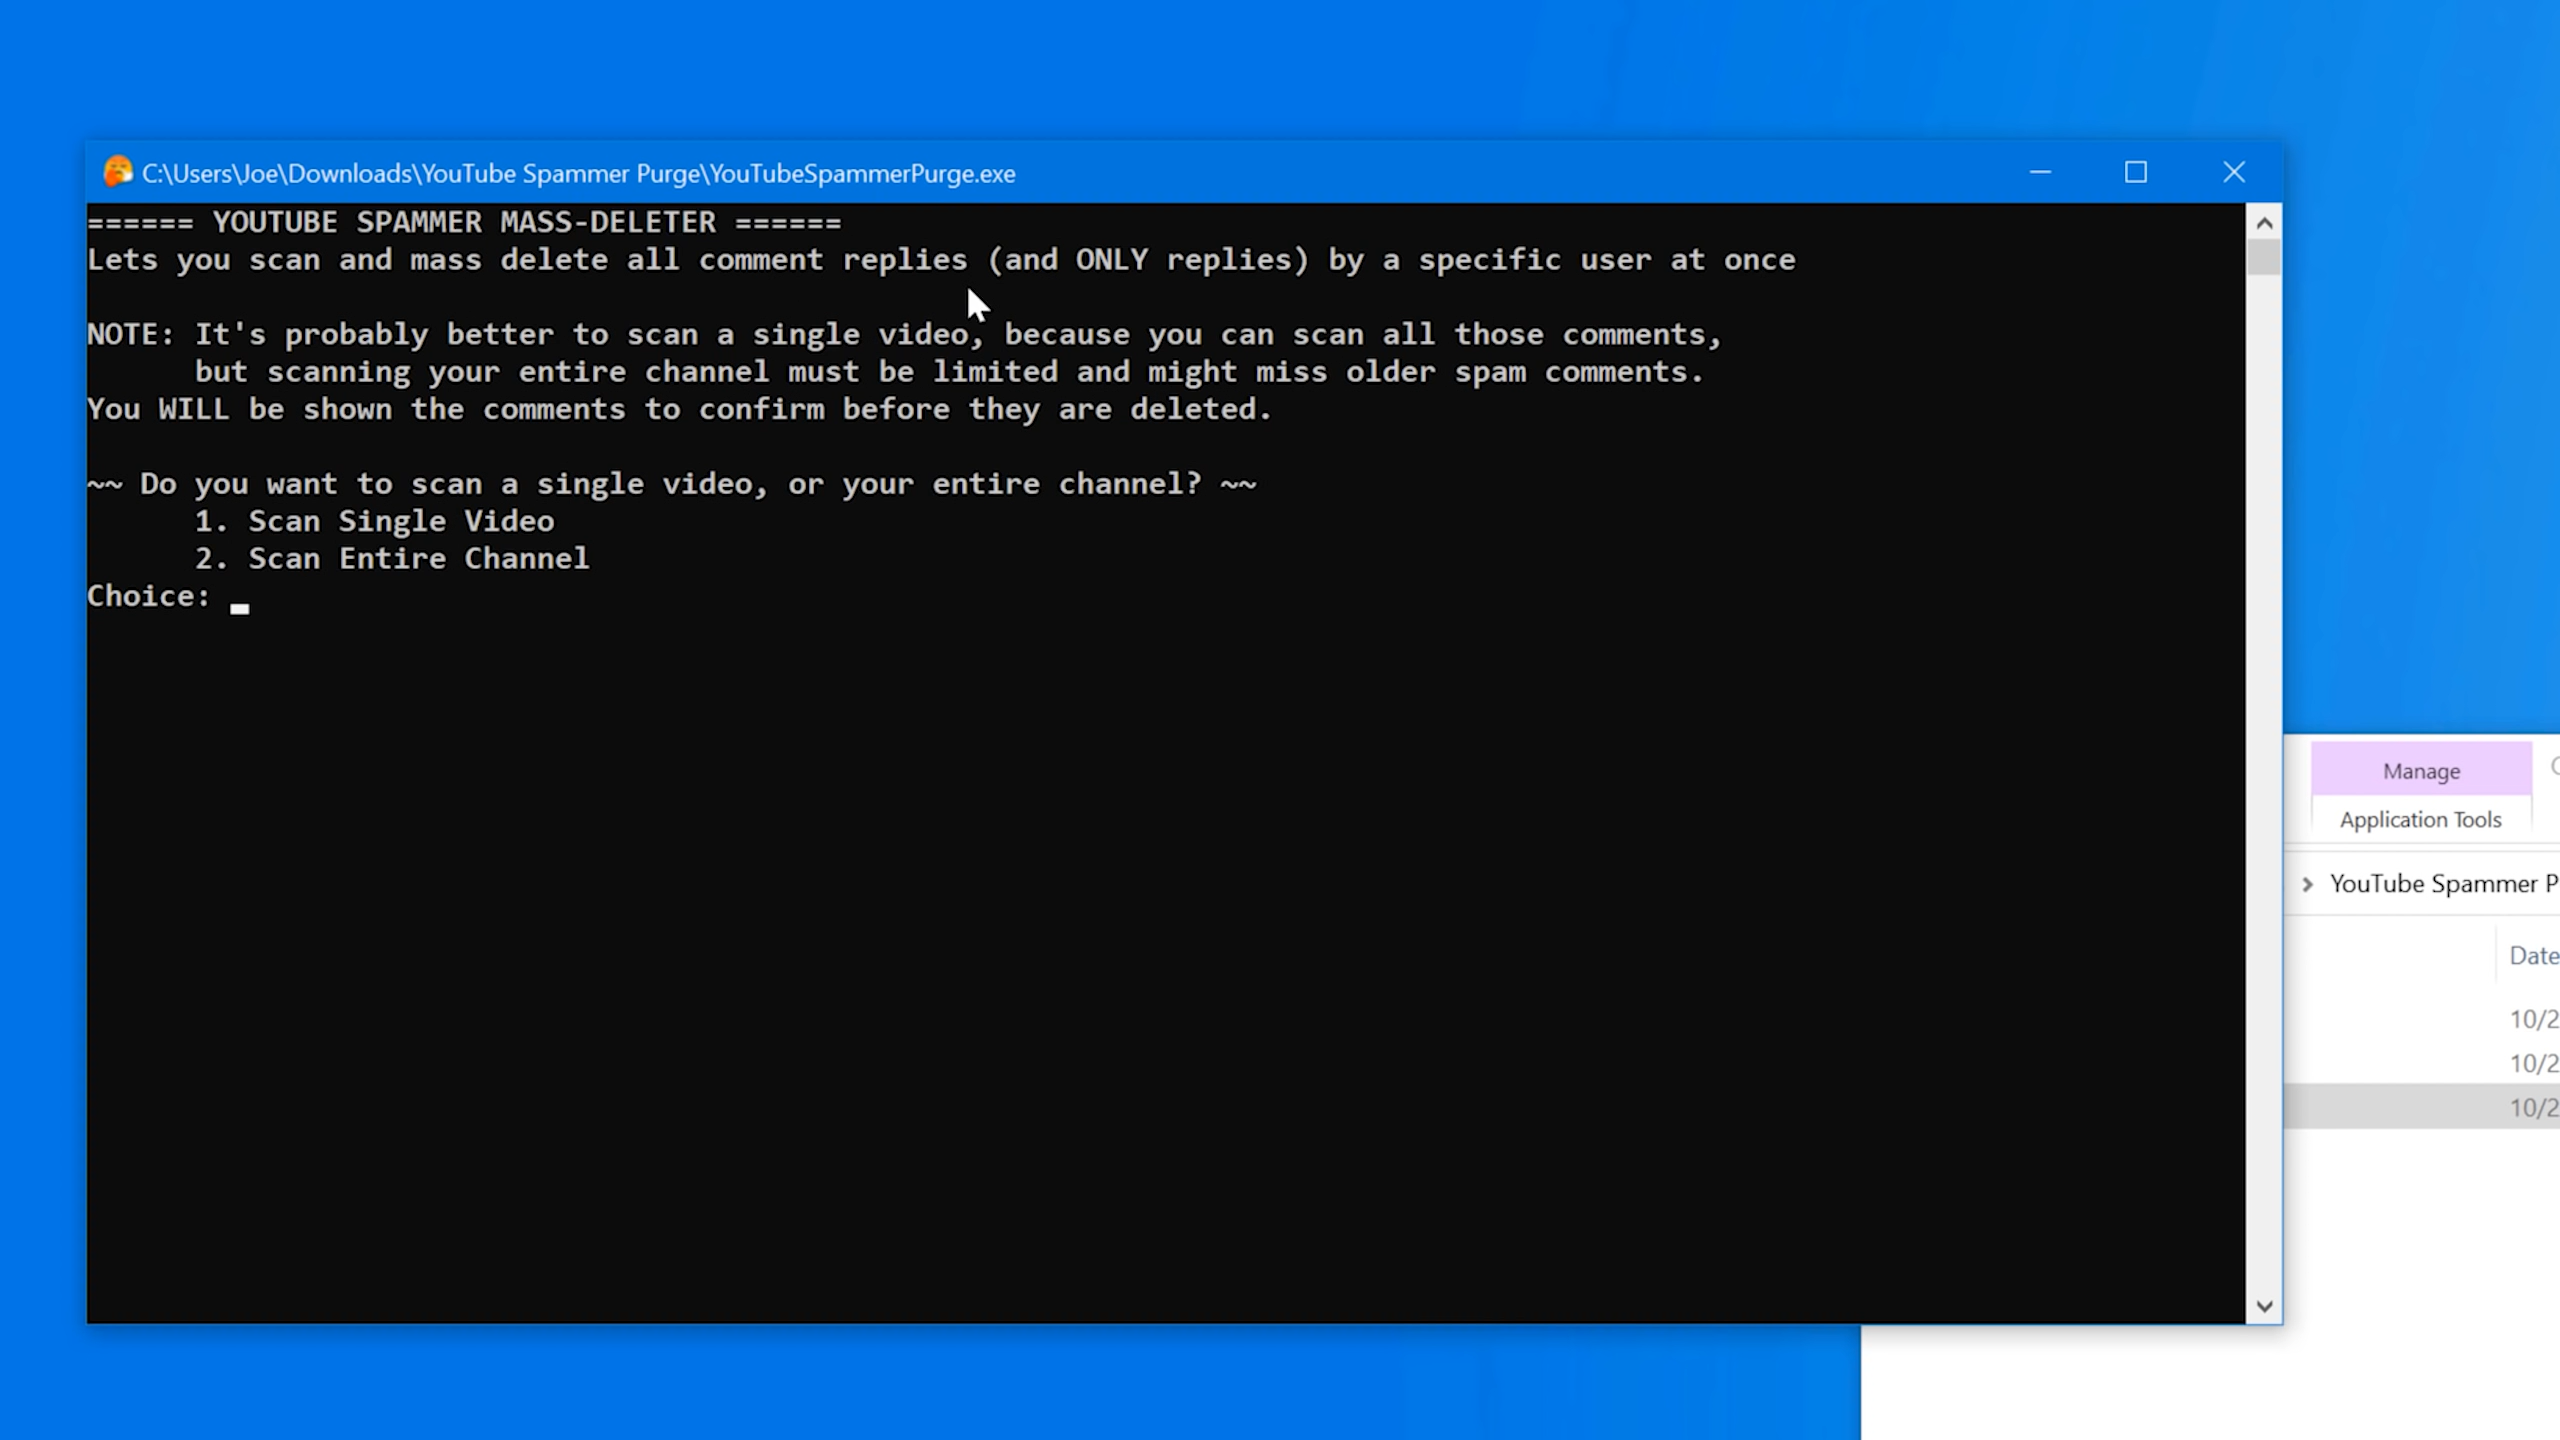 C:\Users\Joe\Downloads\YouTube Spammer Purge\YouTubeSpammerPurge.exe
====== YOUTUBE SPAMMER MASS-DELETER ======
Lets you scan and mass delete all comment replies (and ONLY replies) by a specific user at once
NOTE: It's probably better to scan a single video, because you can scan all those comments,
but scanning your entire channel must be limited and might miss older spam comments.
You WILL be shown the comments to confirm before they are deleted.
~~ Do you want to scan a single video, or your entire channel? ~~
1. Scan Single Video
2. Scan Entire Channel
Choice:
Manage
Application Tools
YouTube Spammer P
Date
10/2
10/2
10/2